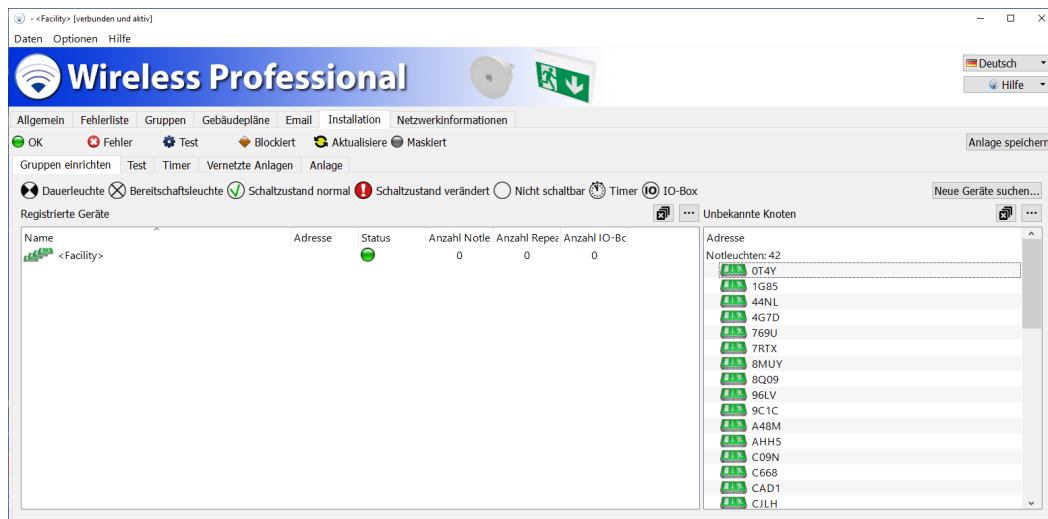 - <Facility> [verbunden und aktiv]
Daten Optionen Hilfe
Wireless Professional
Deutsch
Hilfe
Allgemein Fehlerliste Gruppen Gebäudepläne Email Installation Netzwerkinformationen
OK Fehler Test Blockiert Aktualisiere Maskiert Anlage speichern
Gruppen einrichten Test Timer Vernetzte Anlagen Anlage
Dauerleuchte Bereitschaftsleuchte Schaltzustand normal Schaltzustand verändert Nicht schaltbar Timer IO IO-Box Neue Geräte suchen...
Registrierte Geräte ... Unbekannte Knoten ...
Name Adresse Status Anzahl Notle Anzahl Repea Anzahl IO-Bc Adresse
<Facility> 0 0 0 Notleuchten: 42
0T4Y
1G85
44NL
4G7D
769U
7RTX
8MUY
8Q09
96LV
9C1C
A48M
AHH5
C09N
C668
CAD1
CJLH